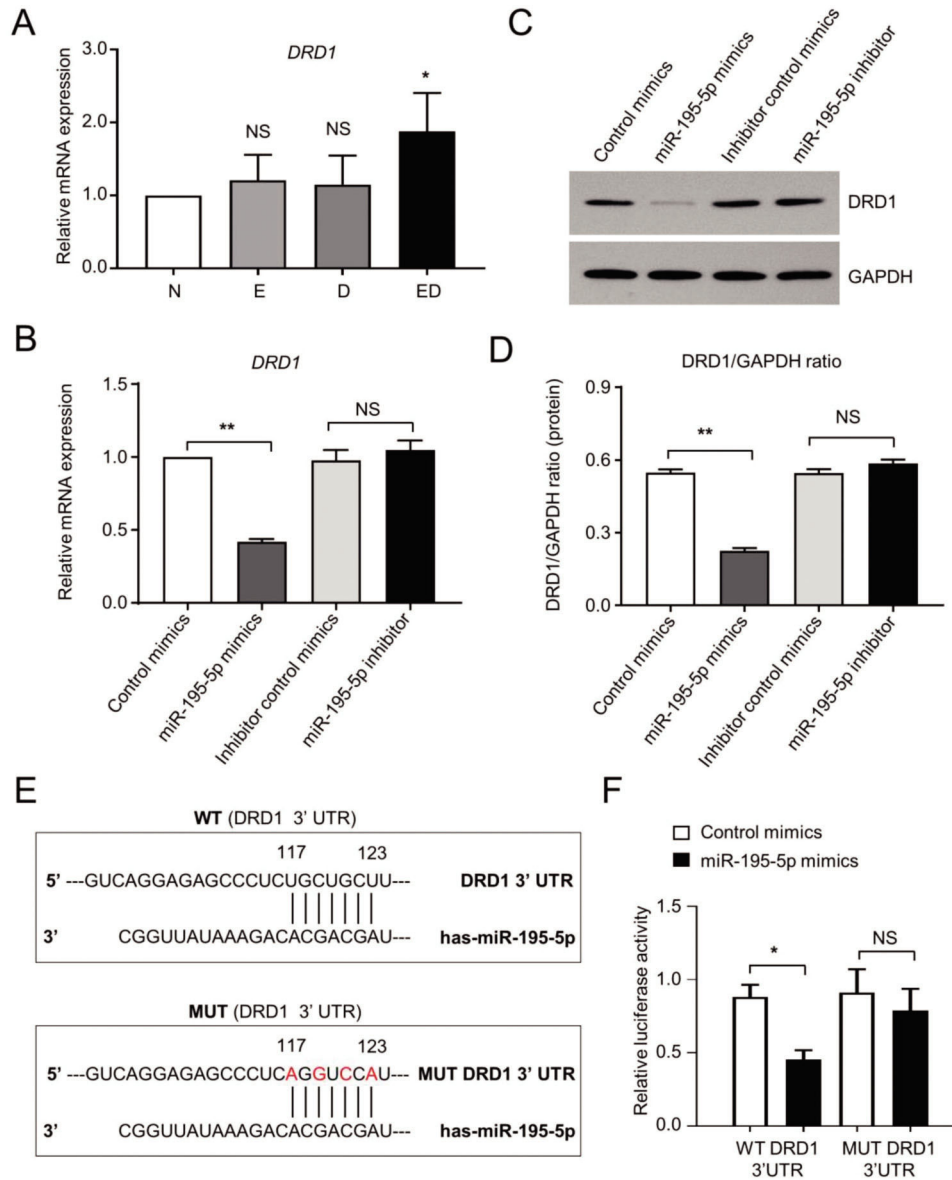 A
DRD1
Relative mRNA expression
3.0
2.0
1.0
0.0
NS
NS
*
N
E
D
ED
B
DRD1
Relative mRNA expression
1.5
1.0
0.5
0.0
**
NS
Control mimics
miR-195-5p mimics
Inhibitor control mimics
miR-195-5p inhibitor
C
Control mimics
miR-195-5p mimics
Inhibitor control mimics
miR-195-5p inhibitor
DRD1
GAPDH
D
DRD1/GAPDH ratio
DRD1/GAPDH ratio (protein)
0.9
0.6
0.3
0.0
**
NS
Control mimics
miR-195-5p mimics
Inhibitor control mimics
miR-195-5p inhibitor
E
WT (DRD1 3' UTR)
117 123
5' ---GUCAGGAGAGCCCUCUGCUGCUU--- DRD1 3' UTR
3' CGGUUAUAAAGACACGACGAU--- has-miR-195-5p
MUT (DRD1 3' UTR)
117 123
5' ---GUCAGGAGAGCCCUCAGGUCCAU--- MUT DRD1 3' UTR
3' CGGUUAUAAAGACACGACGAU--- has-miR-195-5p
F
Control mimics
miR-195-5p mimics
Relative luciferase activity
1.5
1.0
0.5
0.0
*
NS
WT DRD1
3'UTR
MUT DRD1
3'UTR